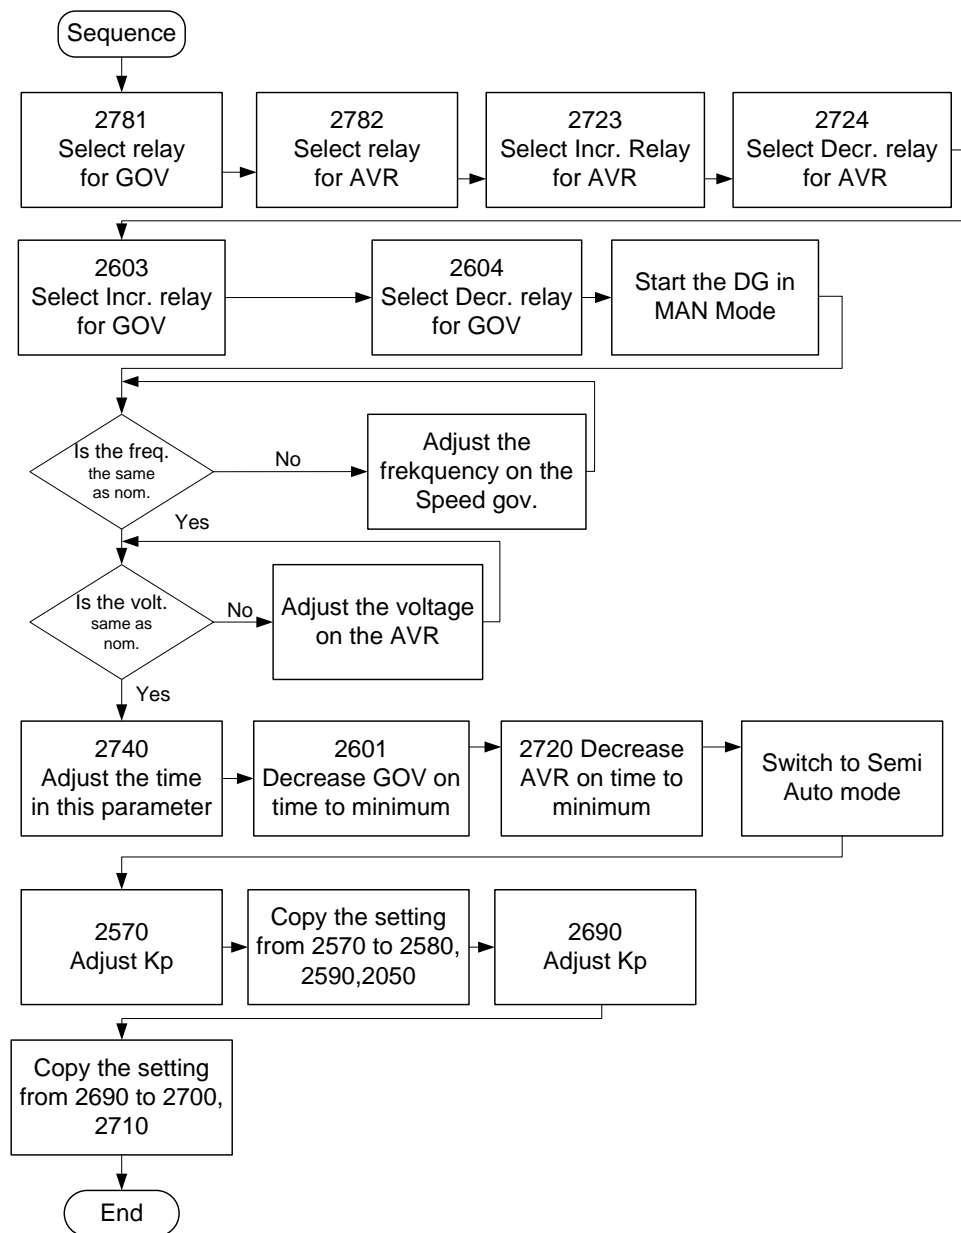 Sequence
2781
Select relay
for GOV
2782
Select relay
for AVR
2723
Select Incr. Relay
for AVR
2724
Select Decr. relay
for AVR
2603
Select Incr. relay
for GOV
2604
Select Decr. relay
for GOV
Start the DG in
MAN Mode
Is the freq.
the same
as nom.
No
Adjust the
frekquency on the
Speed gov.
Yes
Is the volt.
same as
nom.
No
Adjust the voltage
on the AVR
Yes
2740
Adjust the time
in this parameter
2601
Decrease GOV on
time to minimum
2720 Decrease
AVR on time to
minimum
Switch to Semi
Auto mode
2570
Adjust Kp
Copy the setting
from 2570 to 2580,
2590,2050
2690
Adjust Kp
Copy the setting
from 2690 to 2700,
2710
End